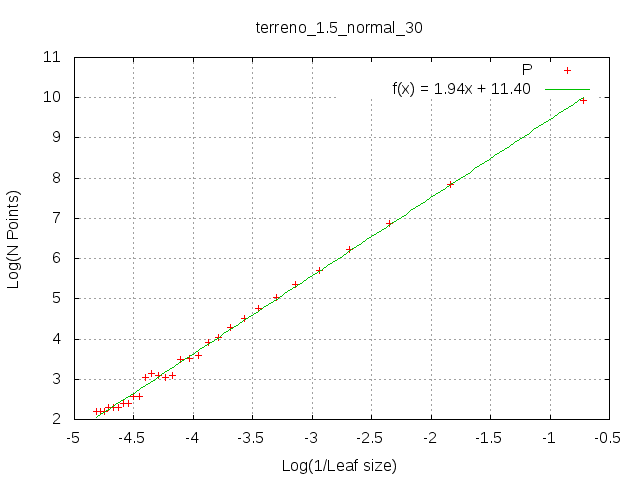 terreno_1.5_normal_30
11
10
9
8
7
6
5
4
3
2
Log(N Points)
P
f(x) = 1.94x + 11.40
-5 -4.5 -4 -3.5 -3 -2.5 -2 -1.5 -1 -0.5
Log(1/Leaf size)